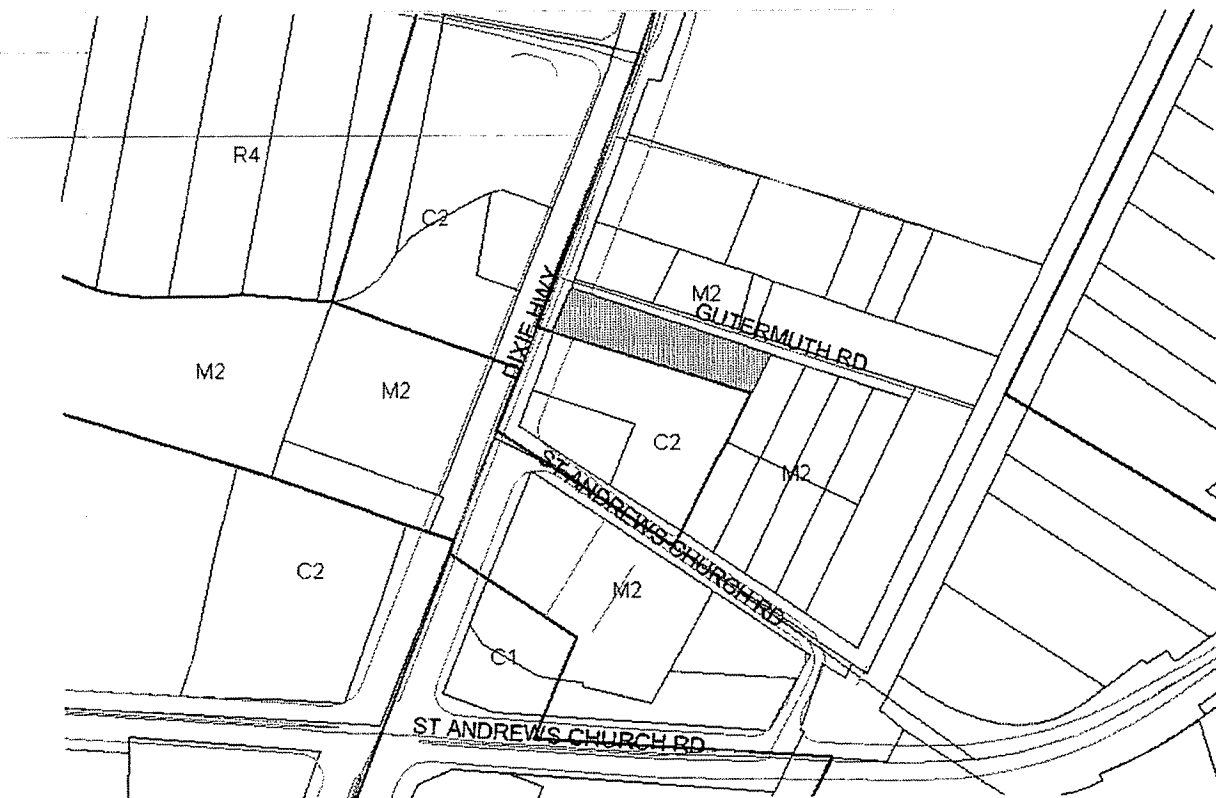 R4
C2
DIXIE HWY
M2
GUTERMUTH RD
M2
M2
C2
M2
ST ANDREWS CHURCH RD
C2
M2
C1
ST ANDREWS CHURCH RD